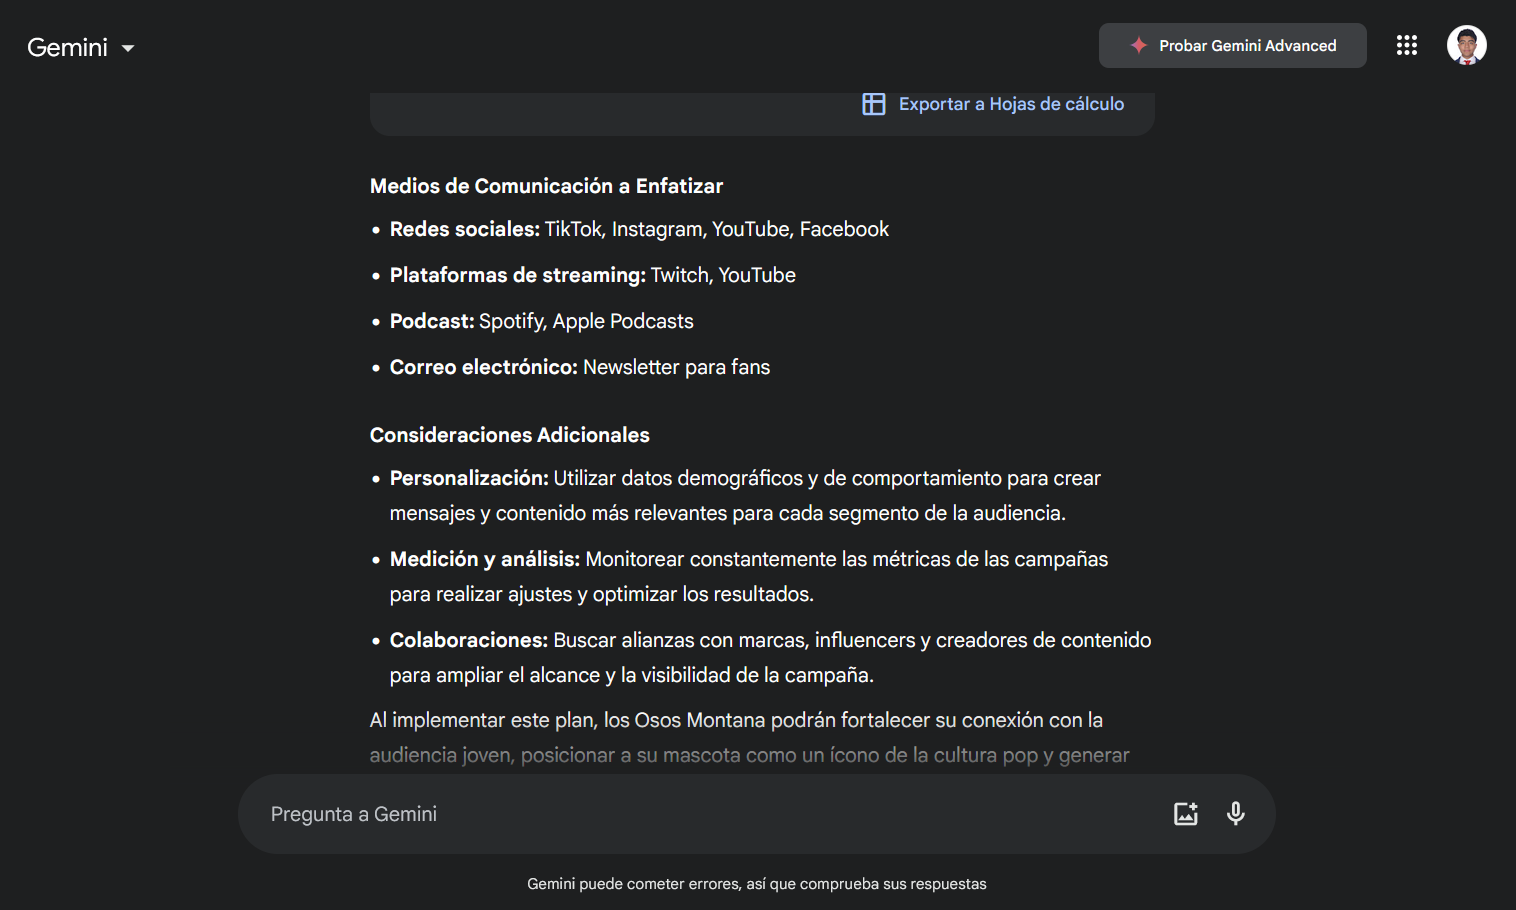 Gemini
Probar Gemini Advanced
Exportar a Hojas de cálculo
Medios de Comunicación a Enfatizar
• Redes sociales: TikTok, Instagram, YouTube, Facebook
• Plataformas de streaming: Twitch, YouTube
• Podcast: Spotify, Apple Podcasts
• Correo electrónico: Newsletter para fans
Consideraciones Adicionales
• Personalización: Utilizar datos demográficos y de comportamiento para crear
mensajes y contenido más relevantes para cada segmento de la audiencia.
• Medición y análisis: Monitorear constantemente las métricas de las campañas
para realizar ajustes y optimizar los resultados.
• Colaboraciones: Buscar alianzas con marcas, influencers y creadores de contenido
para ampliar el alcance y la visibilidad de la campaña.
Al implementar este plan, los Osos Montana podrán fortalecer su conexión con la
audiencia joven, posicionar a su mascota como un ícono de la cultura pop y generar
Pregunta a Gemini
Gemini puede cometer errores, así que comprueba sus respuestas